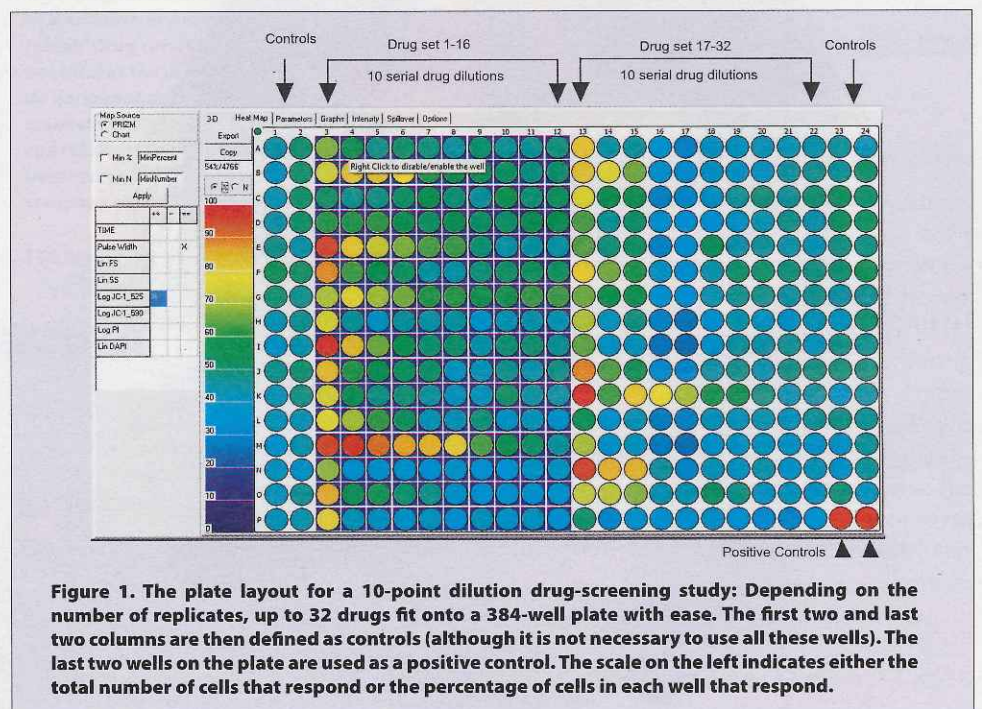 Controls
Drug set 1-16
Drug set 17-32
Controls
10 serial drug dilutions
10 serial drug dilutions
Map Source
PRIZM
Chart
Min % MinPercent
Min N MinNumber
Apply
++ - --
TIME
Pulse Width X
Lin FS
Lin SS
Log JC-1_525
Log JC-1_590
Log PI
Lin DAPI
3-D Heat Map Parameters Graphs Intensity Spillover Options
Export
Copy
54%/4766
% N
100
90
80
70
60
50
40
30
20
10
0
1 2 3 4 5 6 7 8 9 10 11 12 13 14 15 16 17 18 19 20 21 22 23 24
A
B
C
D
E
F
G
H
I
J
K
L
M
N
O
P
Right Click to disable/enable the well
Positive Controls
Figure 1. The plate layout for a 10-point dilution drug-screening study: Depending on the
number of replicates, up to 32 drugs fit onto a 384-well plate with ease. The first two and last
two columns are then defined as controls (although it is not necessary to use all these wells). The
last two wells on the plate are used as a positive control. The scale on the left indicates either the
total number of cells that respond or the percentage of cells in each well that respond.